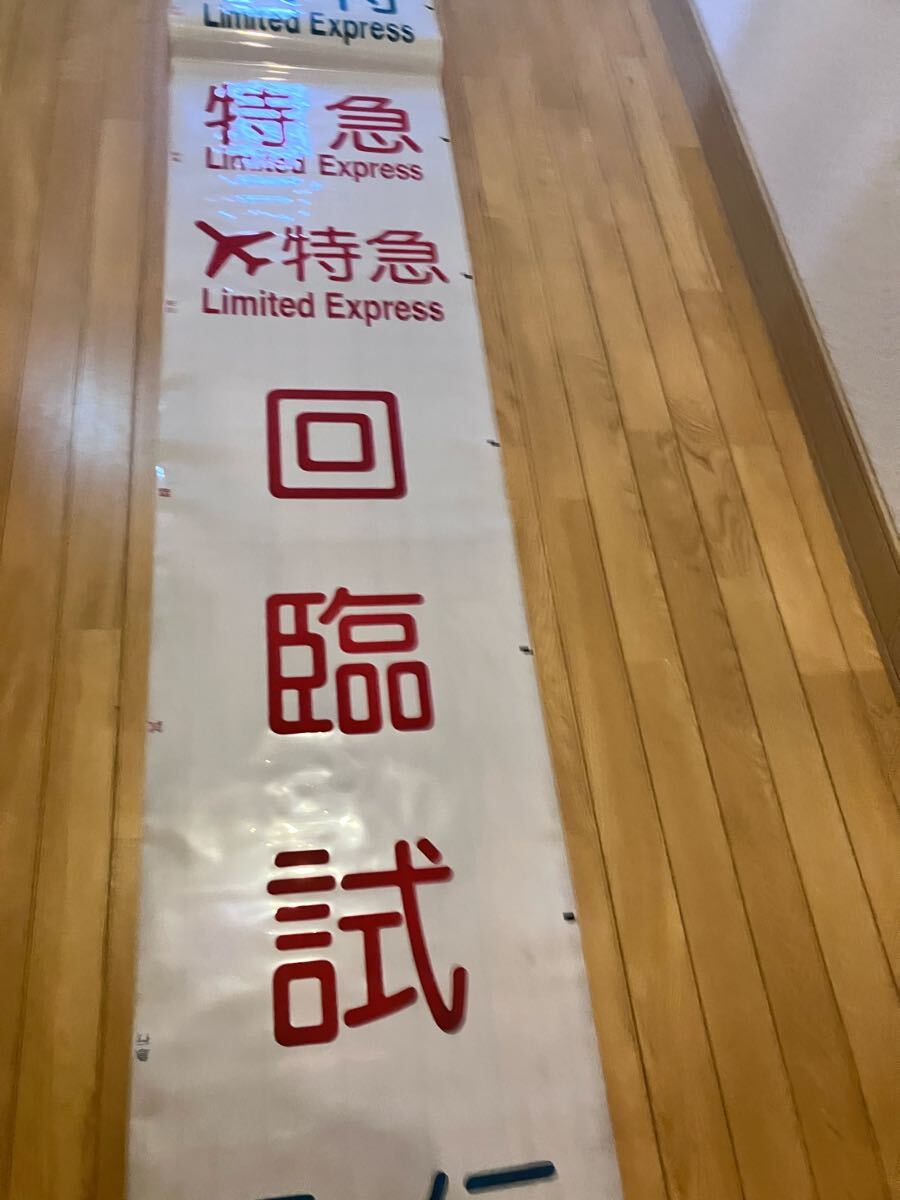 Limited Express
特急
Limited Express
特急
Limited Express
回
臨
試